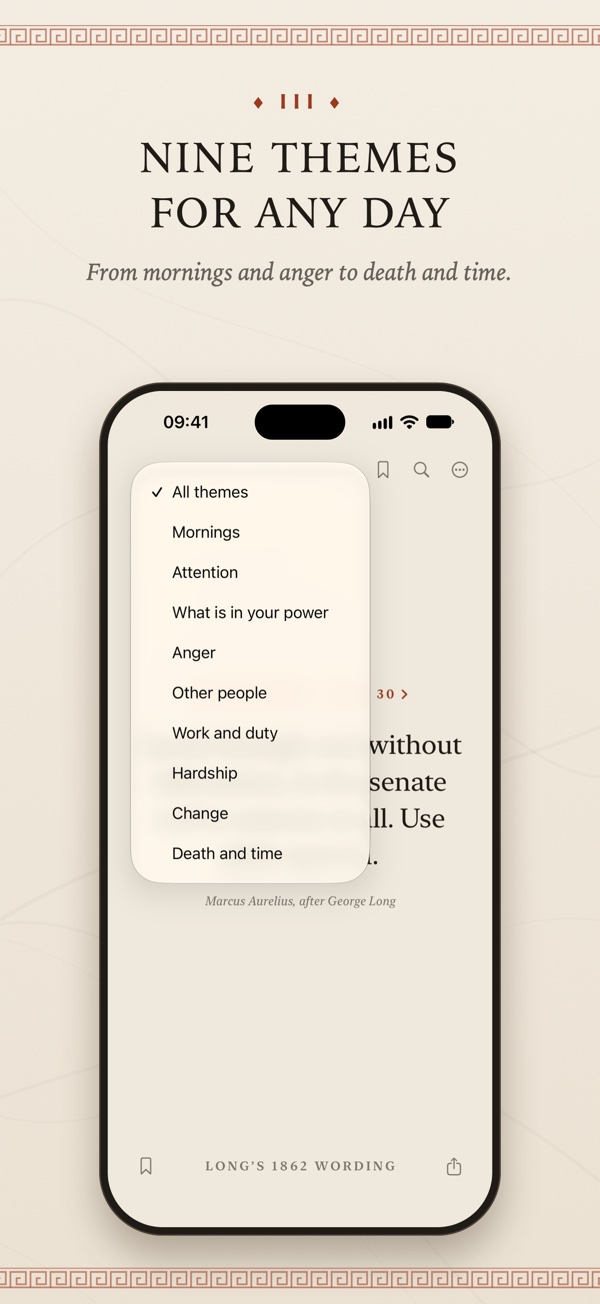 III
NINE THEMES
FOR ANY DAY
From mornings and anger to death and time.
09:41
✓ All themes
Mornings
Attention
What is in your power
Anger
Other people
30 >
Work and duty
without
Hardship
senate
Change
ll. Use
Death and time
Marcus Aurelius, after George Long
LONG’S 1862 WORDING